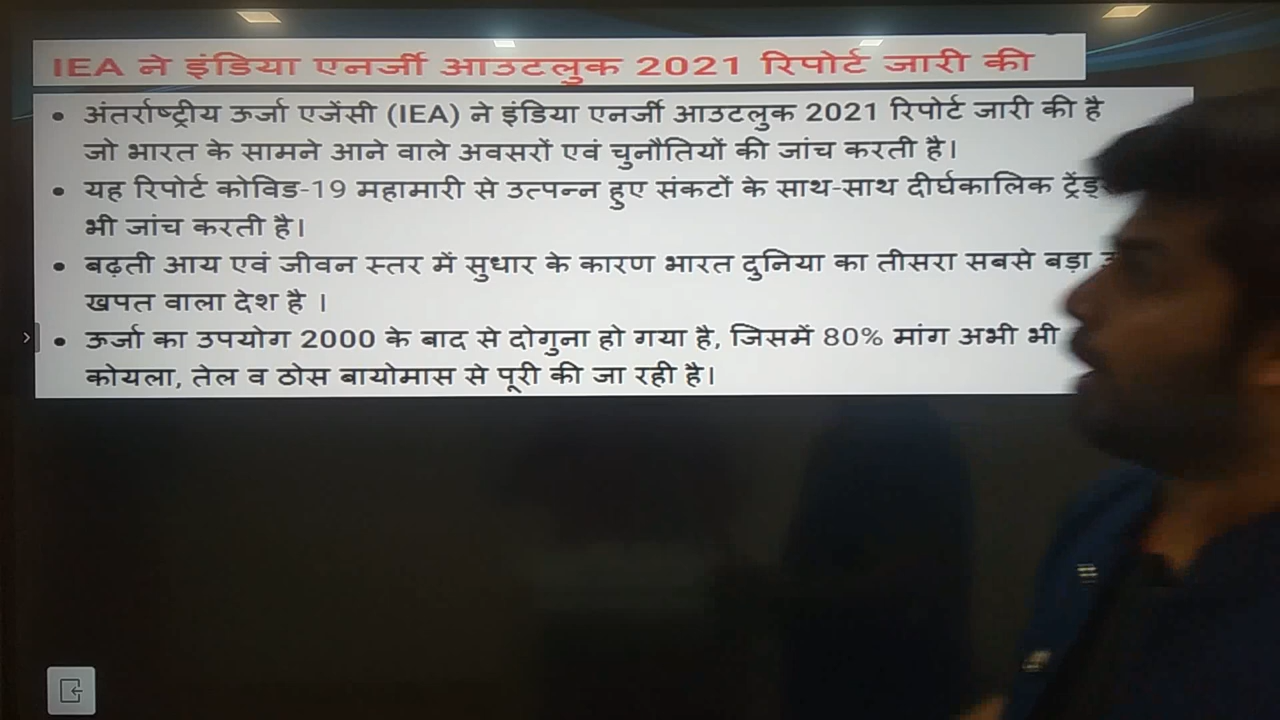 IEA ने इंडिया एनर्जी आउटलुक 2021 रिपोर्ट जारी की
• अंतर्राष्ट्रीय ऊर्जा एजेंसी (IEA) ने इंडिया एनर्जी आउटलुक 2021 रिपोर्ट जारी की है
जो भारत के सामने आने वाले अवसरों एवं चुनौतियों की जांच करती है।
• यह रिपोर्ट कोविड-19 महामारी से उत्पन्न हुए संकटों के साथ-साथ दीर्घकालिक
भी जांच करती है।
• बढ़ती आय एवं जीवन स्तर में सुधार के कारण भारत दुनिया का तीसरा सबसे बड़ा
खपत वाला देश है ।
• ऊर्जा का उपयोग 2000 के बाद से दोगुना हो गया है, जिसमें 80% मांग अभी भी
कोयला, तेल व ठोस बायोमास से पूरी की जा रही है।